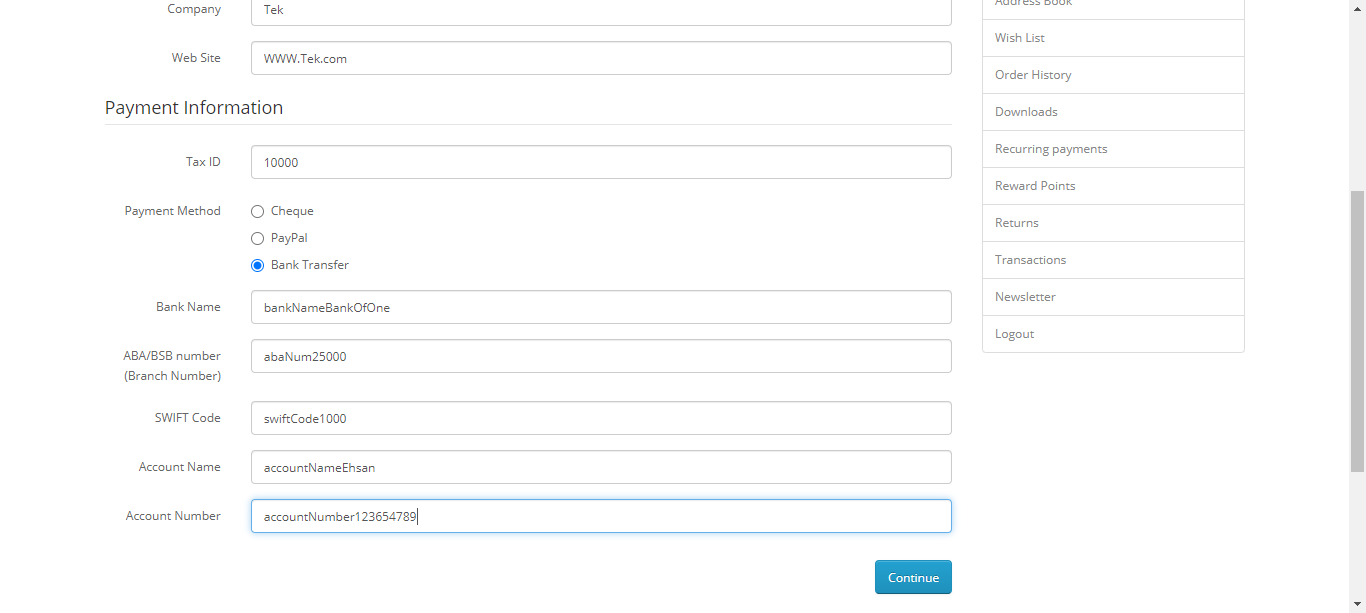 Company Tek
Web Site WWW.Tek.com
Payment Information
Tax ID 10000
Payment Method Cheque
PayPal
Bank Transfer
Bank Name bankNameBankOfOne
ABA/BSB number abaNum25000
(Branch Number)
SWIFT Code swiftCode1000
Account Name accountNameEhsan
Account Number accountNumber123654789
Continue
Address Book
Wish List
Order History
Downloads
Recurring payments
Reward Points
Returns
Transactions
Newsletter
Logout